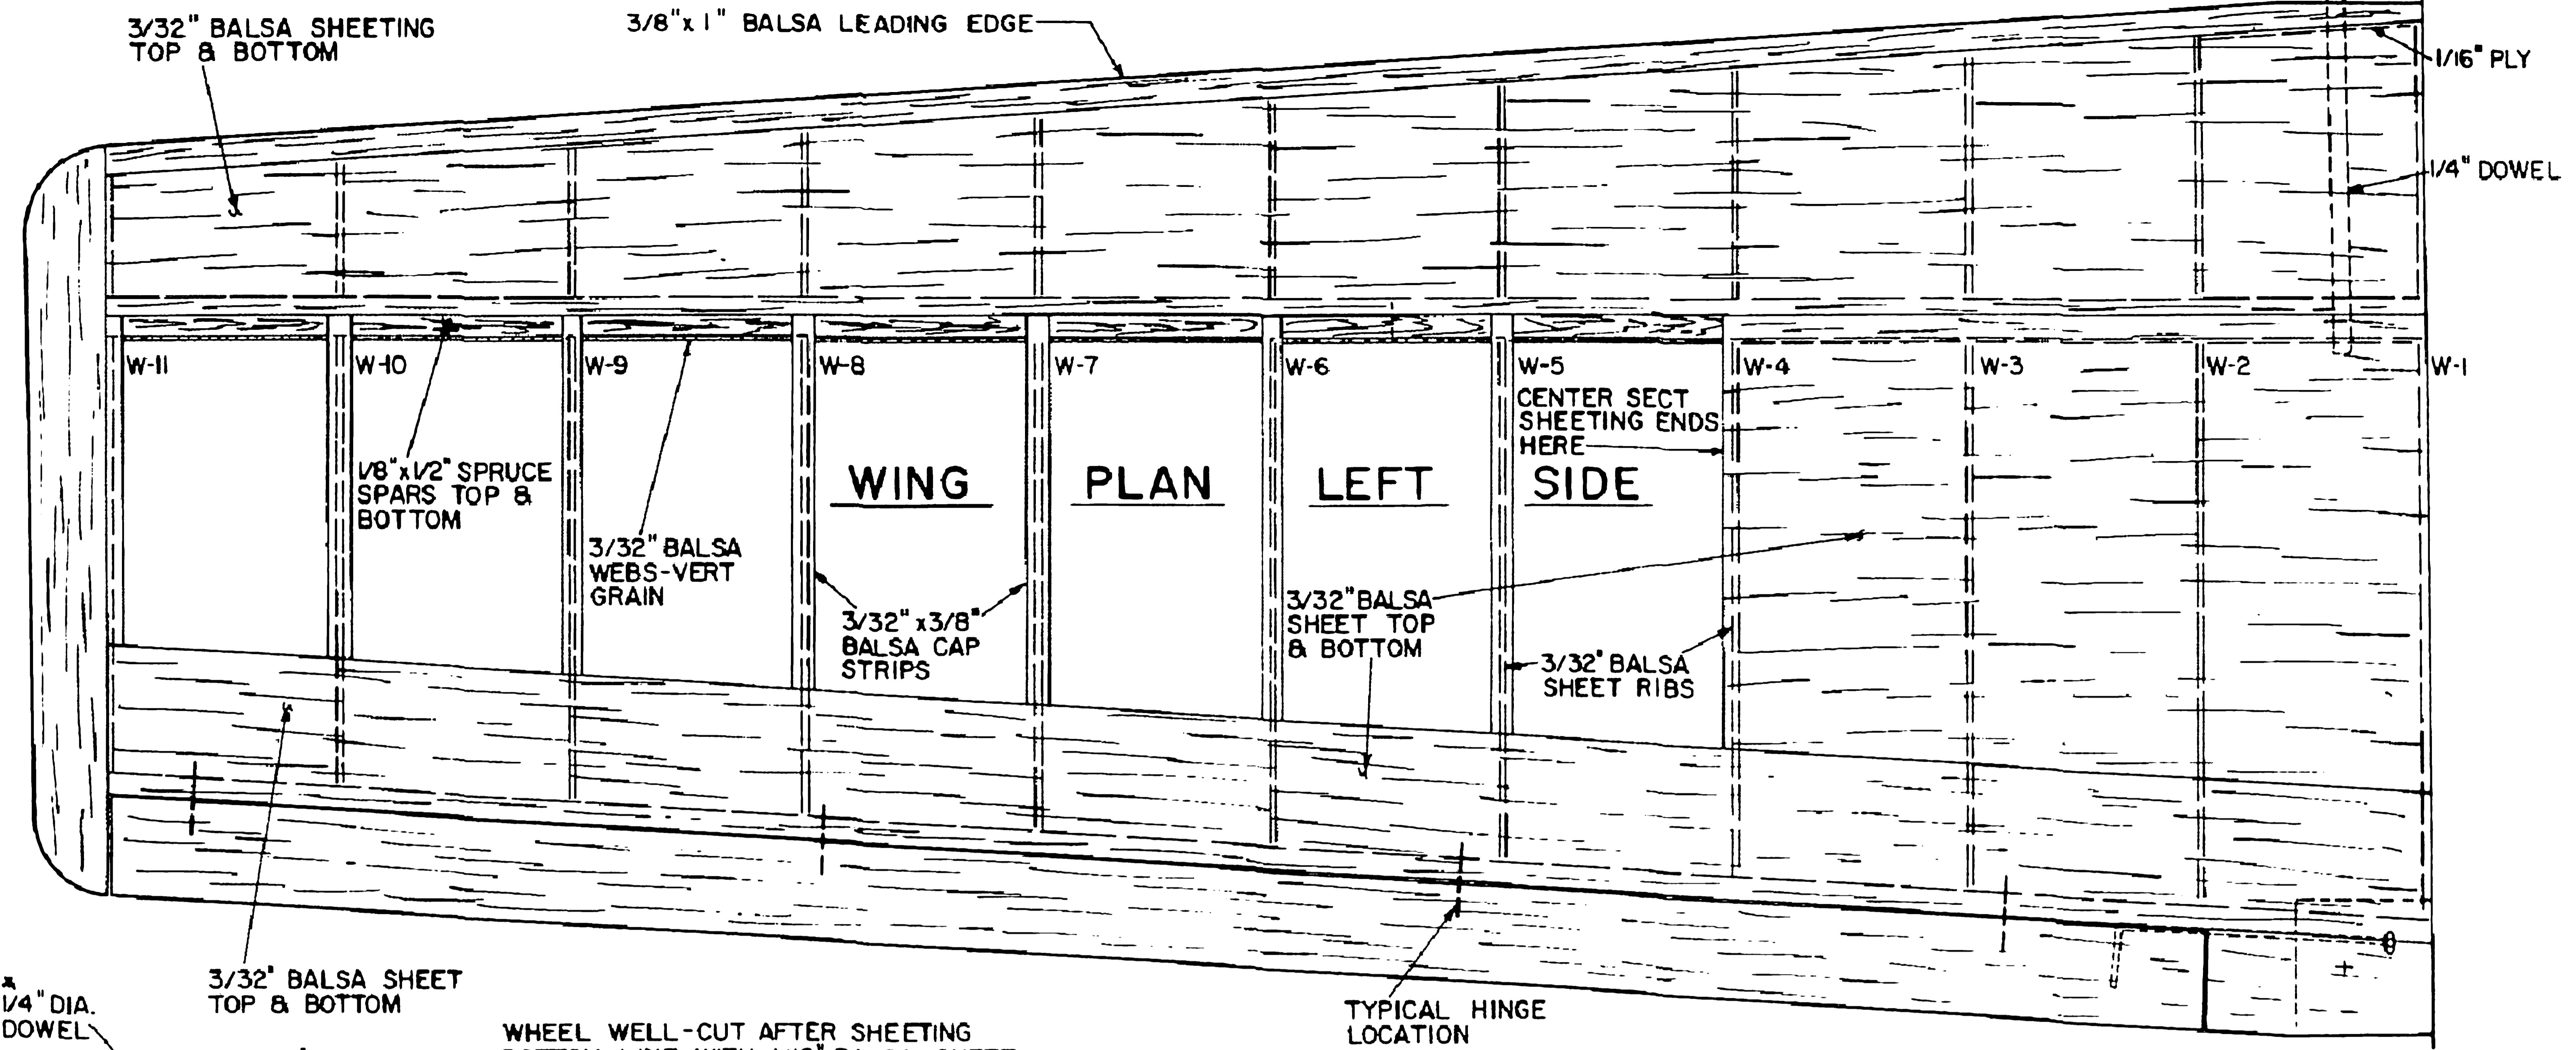 3/32" BALSA SHEETING
TOP & BOTTOM
3/8" x 1" BALSA LEADING EDGE
1/16" PLY
1/4" DOWEL
W-11
W-10
W-9
W-8
W-7
W-6
W-5
W-4
W-3
W-2
W-1
CENTER SECT
SHEETING ENDS
HERE
1/8" x 1/2" SPRUCE
SPARS TOP &
BOTTOM
WING PLAN LEFT SIDE
3/32" BALSA
WEBS-VERT
GRAIN
3/32" x 3/8"
BALSA CAP
STRIPS
3/32" BALSA
SHEET TOP
& BOTTOM
3/32" BALSA
SHEET RIBS
3/32" BALSA SHEET
TOP & BOTTOM
1/4" DIA.
DOWEL
TYPICAL HINGE
LOCATION
WHEEL WELL-CUT AFTER SHEETING